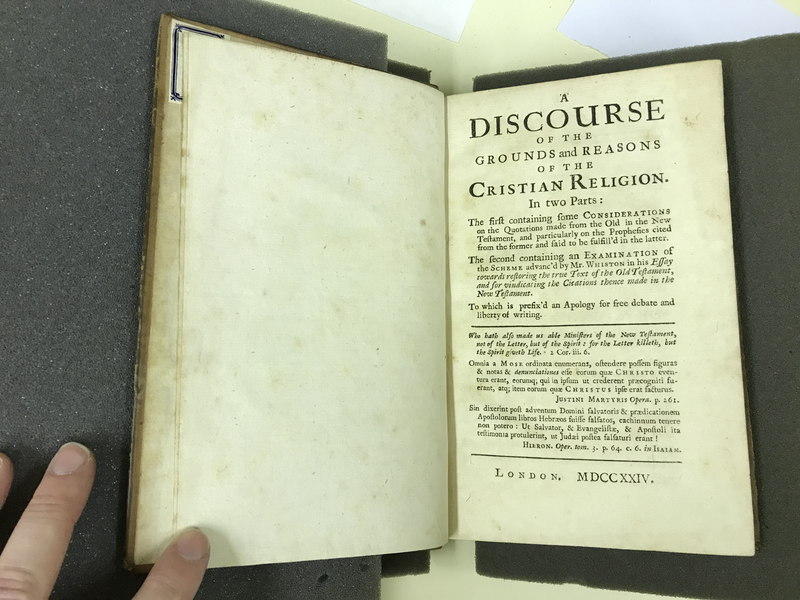 A
DISCOURSE
OF THE
GROUNDS and REASONS
OF THE
CRISTIAN RELIGION.
In two Parts:
The first containing some CONSIDERATIONS
on the Quotations made from the Old in the New
Testament, and particularly on the Prophesies cited
from the former and said to be fulfill'd in the latter.
The second containing an EXAMINATION of
the SCHEME advanc'd by Mr. WHISTON in his Essay
towards restoring the true Text of the Old Testament,
and for vindicating the Citations thence made in the
New Testament.
To which is prefix'd an Apology for free debate and
liberty of writing.
Who hath also made us able Ministers of the New Testament,
not of the Letter, but of the Spirit: for the Letter killeth, but
the Spirit giveth Life. 2 Cor. iii. 6.
Omnia a MOSE ordinata enumerant, ostendere possem figuras
& notas & denunciationes esse eorum quæ CHRISTO even-
tura erant, eorumq; qui in ipsum ut crederent præcogniti fu-
erant, atq; item eorum quæ CHRISTUS ipse erat facturus.
JUSTINI MARTYRIS Opera. p. 261.
Sin dixerint post adventum Domini salvatoris & prædicationem
Apostolorum libros Hebræos fuisse falsatos, cachinnum tenere
non potero: Ut Salvator, & Evangelistæ, & Apostoli ita
testimonia protulerint, ut Judæi postea falsaturi erant!
HIERON. Oper. tom. 3. p. 64. c. 6. in ISAIAM.
LONDON, MDCCXXIV.